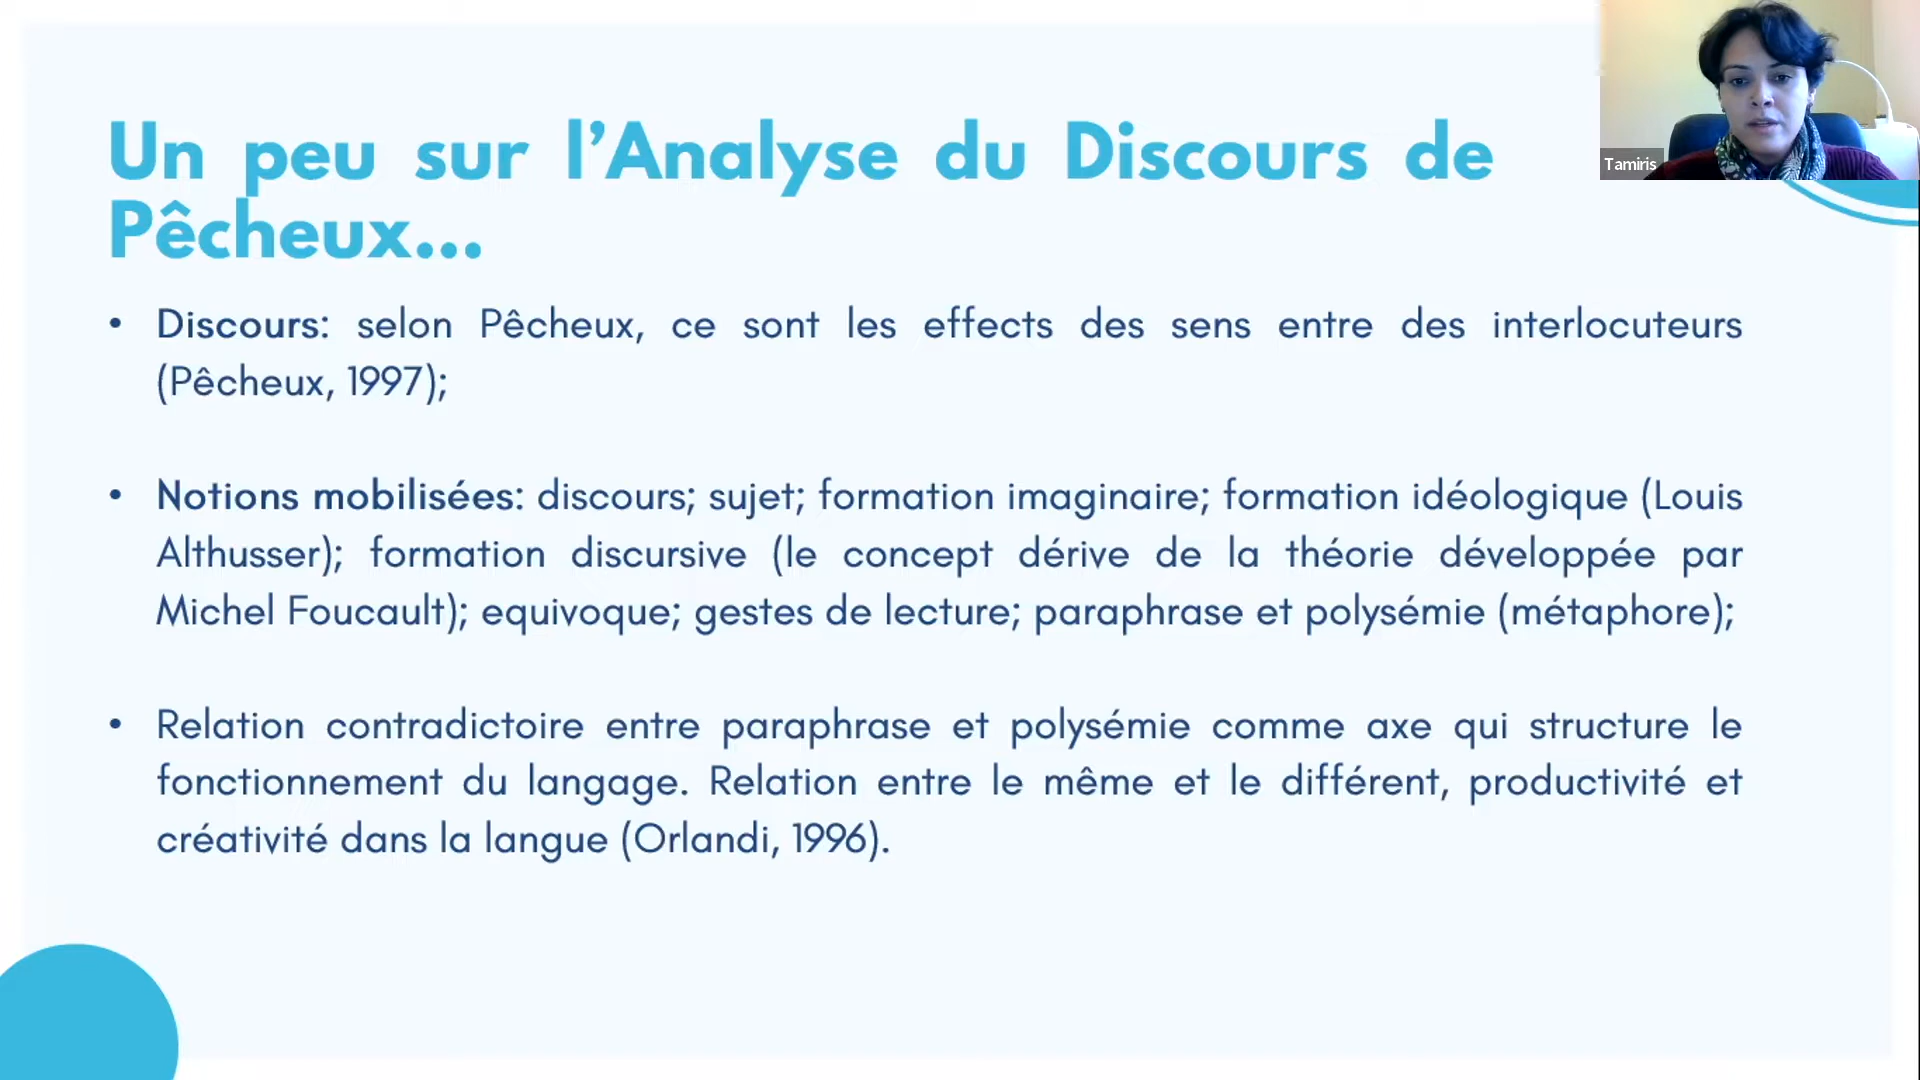 Un peu sur l’Analyse du Discours de
Pêcheux...
• Discours: selon Pêcheux, ce sont les effects des sens entre des interlocuteurs
(Pêcheux, 1997);
• Notions mobilisées: discours; sujet; formation imaginaire; formation idéologique (Louis
Althusser); formation discursive (le concept dérive de la théorie développée par
Michel Foucault); equivoque; gestes de lecture; paraphrase et polysémie (métaphore);
• Relation contradictoire entre paraphrase et polysémie comme axe qui structure le
fonctionnement du langage. Relation entre le même et le différent, productivité et
créativité dans la langue (Orlandi, 1996).
Tamiris